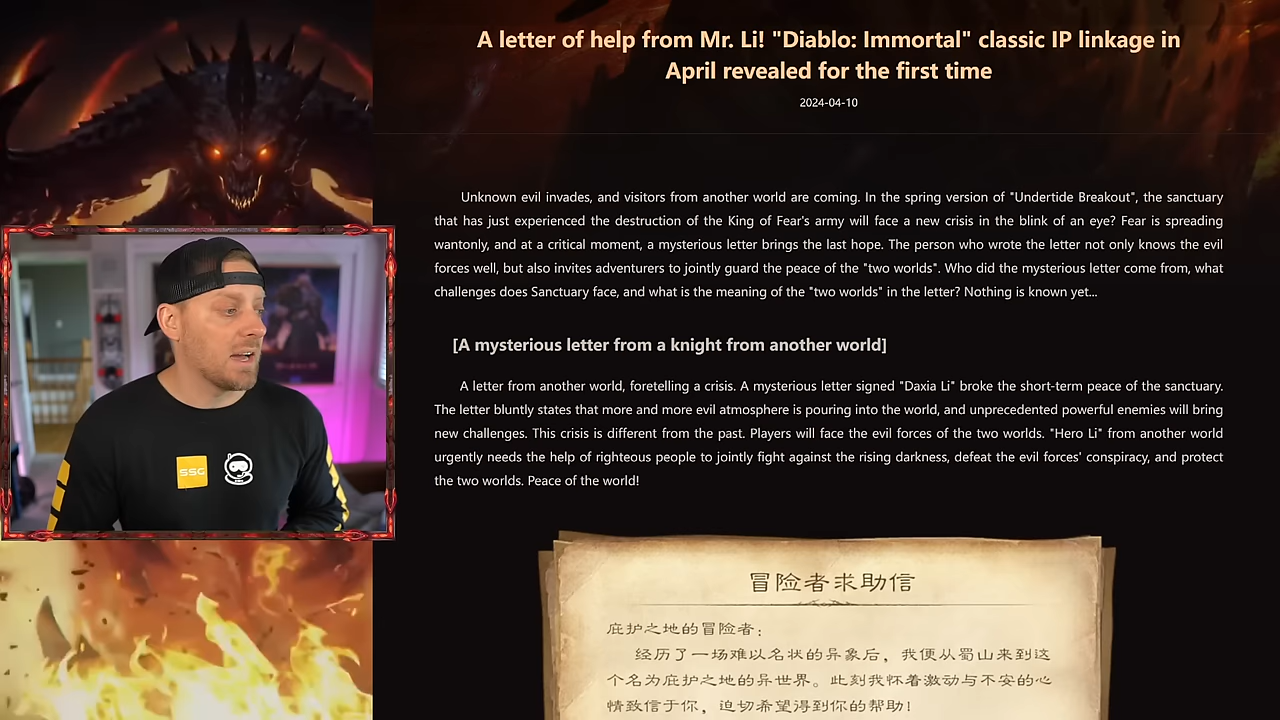 A letter of help from Mr. Li! "Diablo: Immortal" classic IP linkage in
April revealed for the first time
2024-04-10
Unknown evil invades, and visitors from another world are coming. In the spring version of "Undertide Breakout", the sanctuary
that has just experienced the destruction of the King of Fear's army will face a new crisis in the blink of an eye? Fear is spreading
wantonly, and at a critical moment, a mysterious letter brings the last hope. The person who wrote the letter not only knows the evil
forces well, but also invites adventurers to jointly guard the peace of the "two worlds". Who did the mysterious letter come from, what
challenges does Sanctuary face, and what is the meaning of the "two worlds" in the letter? Nothing is known yet...
[A mysterious letter from a knight from another world]
A letter from another world, foretelling a crisis. A mysterious letter signed "Daxia Li" broke the short-term peace of the sanctuary.
The letter bluntly states that more and more evil atmosphere is pouring into the world, and unprecedented powerful enemies will bring
new challenges. This crisis is different from the past. Players will face the evil forces of the two worlds. "Hero Li" from another world
urgently needs the help of righteous people to jointly fight against the rising darkness, defeat the evil forces' conspiracy, and protect
the two worlds. Peace of the world!
SSG
冒险者求助信
庇护之地的冒险者：
经历了一场难以名状的异象后，我便从蜀山来到这
个名为庇护之地的异世界。此刻我怀着激动与不安的心
情致信于你，迫切希望得到你的帮助！